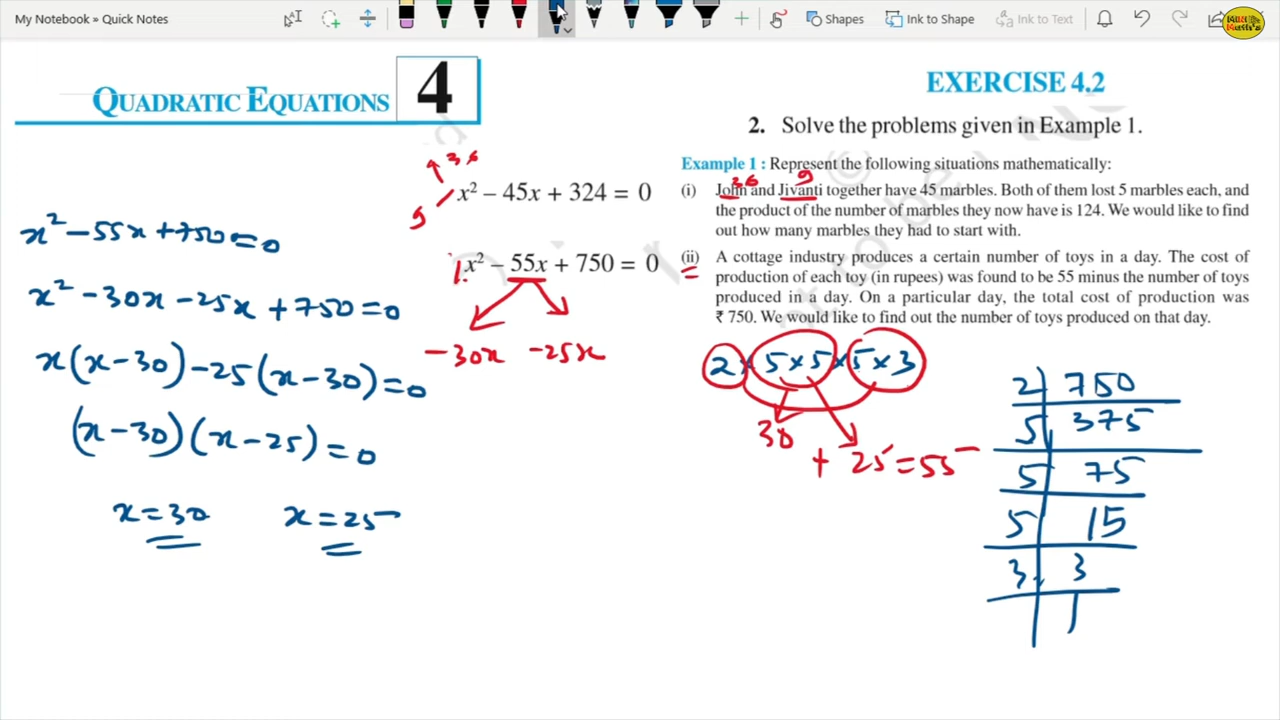 My Notebook » Quick Notes
Shapes
Ink to Shape
Ink to Text
QUADRATIC EQUATIONS 4
EXERCISE 4.2
2. Solve the problems given in Example 1.
Example 1 : Represent the following situations mathematically:
(i) John and Jivanti together have 45 marbles. Both of them lost 5 marbles each, and
the product of the number of marbles they now have is 124. We would like to find
out how many marbles they had to start with.
(ii) A cottage industry produces a certain number of toys in a day. The cost of
production of each toy (in rupees) was found to be 55 minus the number of toys
produced in a day. On a particular day, the total cost of production was
₹ 750. We would like to find out the number of toys produced on that day.
36
9
36
9
x² – 45x + 324 = 0
1.x² – 55x + 750 = 0
-30x -25x
x² - 55x + 750 = 0
x² - 30x - 25x + 750 = 0
x(x-30) - 25(x-30) = 0
(x-30)(x-25) = 0
x = 30 x = 25
2 × 5 × 5 × 5 × 3
30
+ 25 = 55
2 750
5 375
5 75
5 15
3 3
1